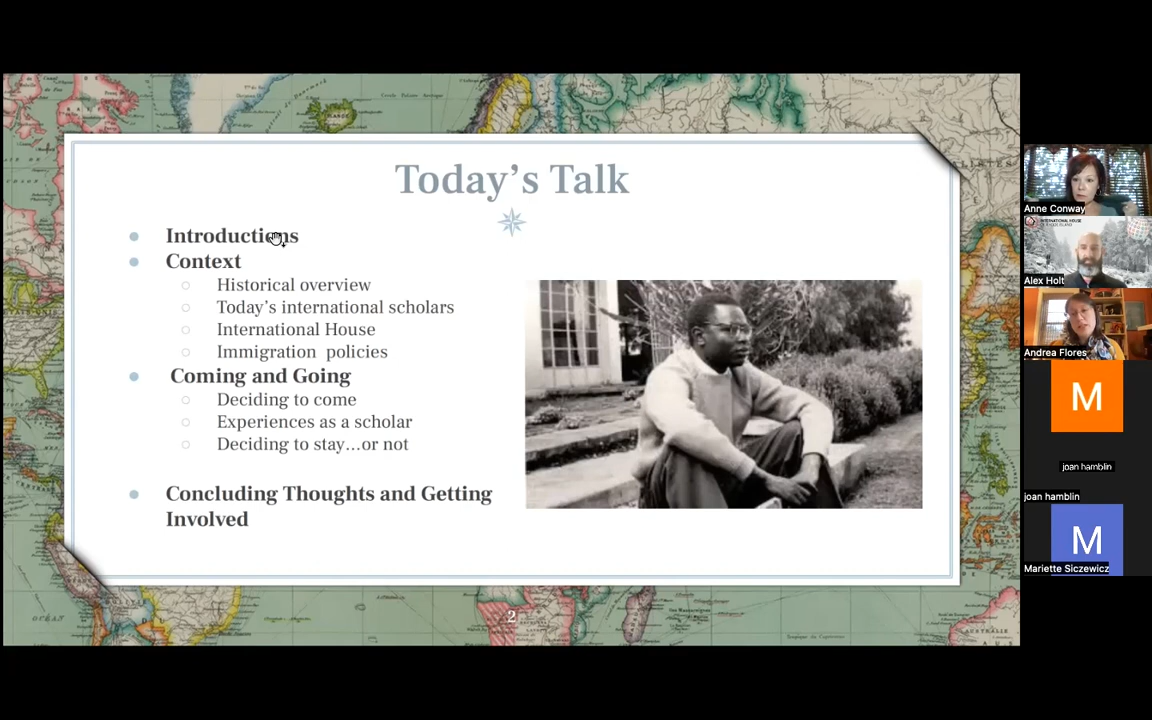 Today's Talk
Introductions
Context
Historical overview
Today's international scholars
International House
Immigration policies
Coming and Going
Deciding to come
Experiences as a scholar
Deciding to stay...or not
Concluding Thoughts and Getting
Involved
2
Anne Conway
INTERNATIONAL HOUSE
Alex Holt
Andrea Flores
M
joan hamblin
joan hamblin
M
Mariette Siczewicz